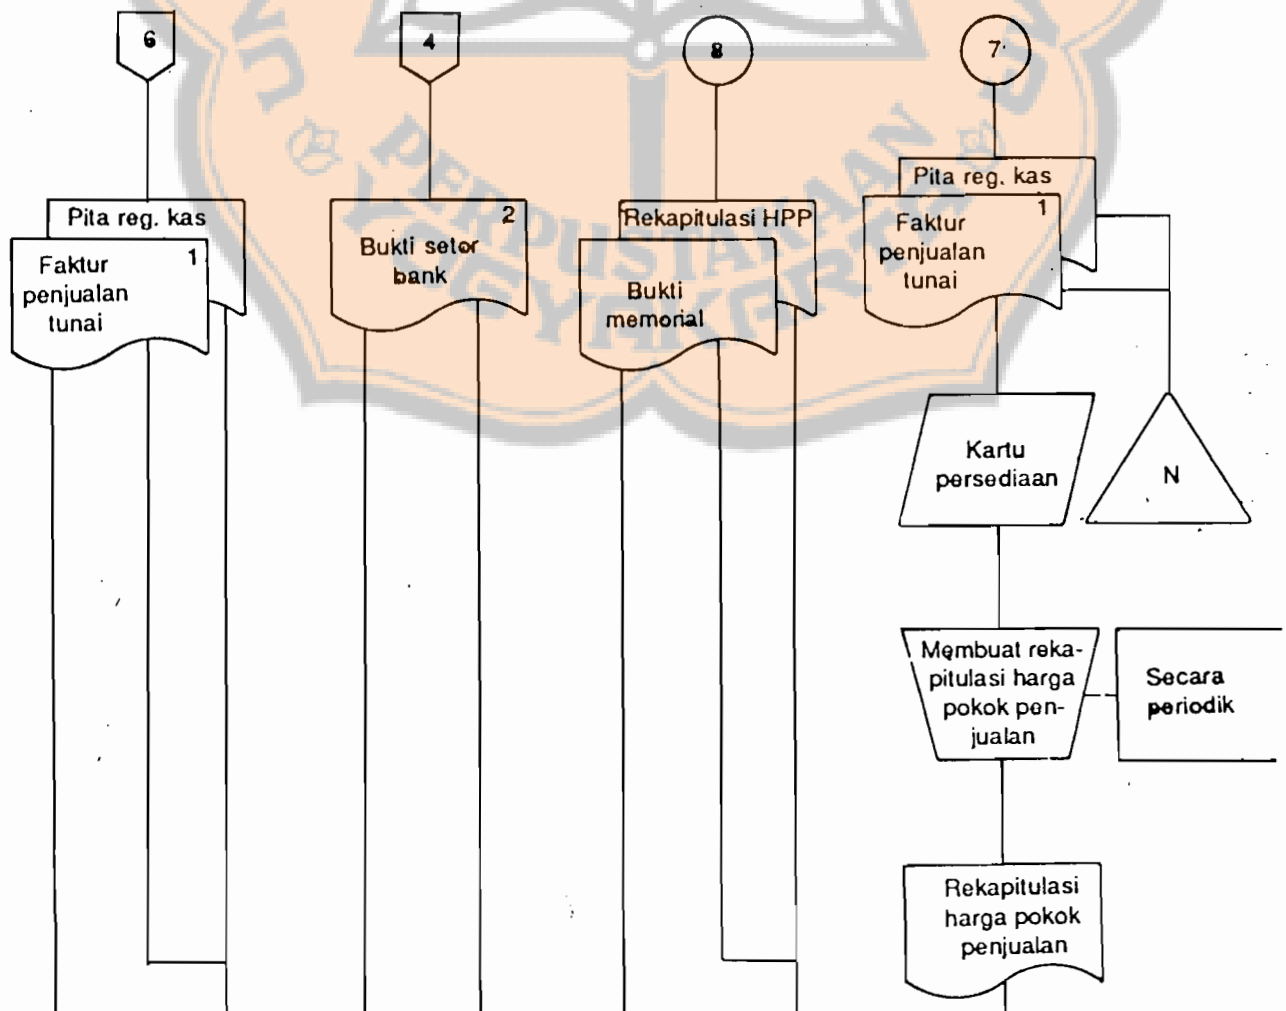 6
4
8
7
Pita reg. kas
Faktur
penjualan
tunai
1
Bukti setor
bank
2
Rekapitulasi HPP
Bukti
memorial
Pita reg. kas
Faktur
penjualan
tunai
1
Kartu
persediaan
N
Membuat reka-
pitulasi harga
pokok pen-
jualan
Secara
periodik
Rekapitulasi
harga pokok
penjualan
PERPUSTAKAAN
YOGYAKARTA